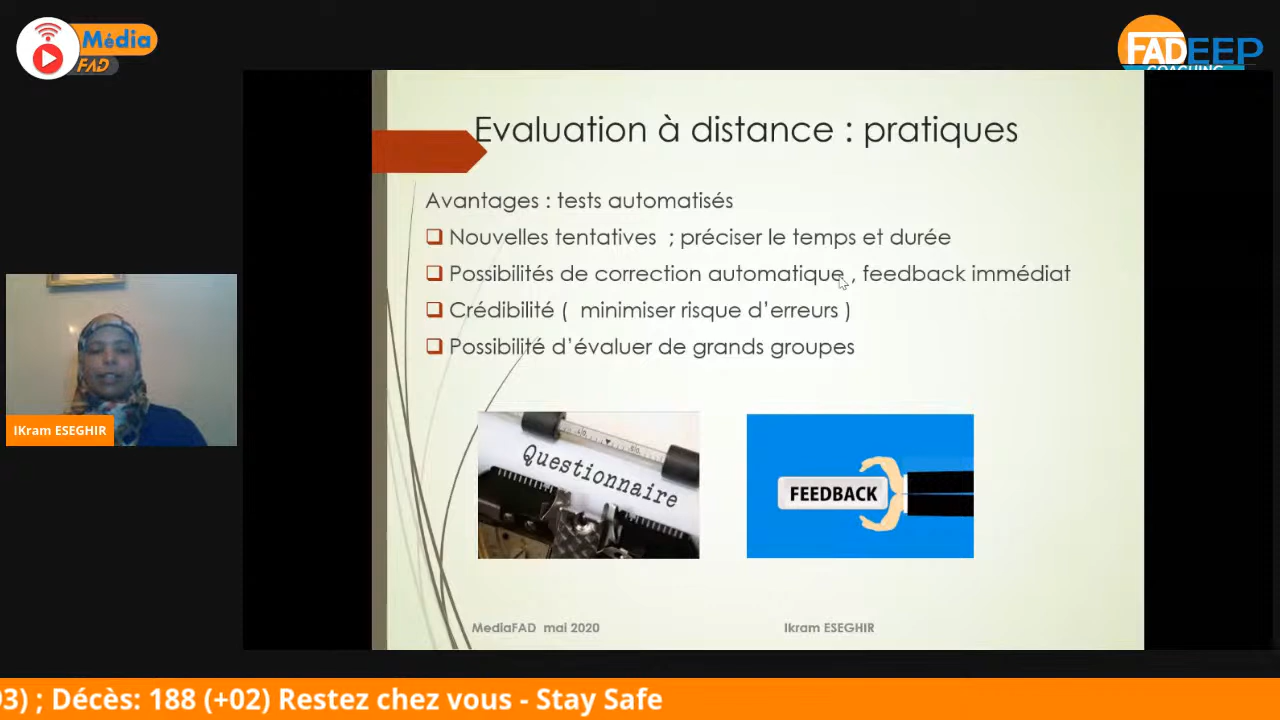 Média
FAD
FADEEP
COACHING
Evaluation à distance : pratiques
Avantages : tests automatisés
Nouvelles tentatives ; préciser le temps et durée
Possibilités de correction automatique , feedback immédiat
Crédibilité ( minimiser risque d’erreurs )
Possibilité d’évaluer de grands groupes
IKram ESEGHIR
Questionnaire
FEEDBACK
MediaFAD mai 2020
Ikram ESEGHIR
) ; Décès: 188 (+02) Restez chez vous - Stay Safe